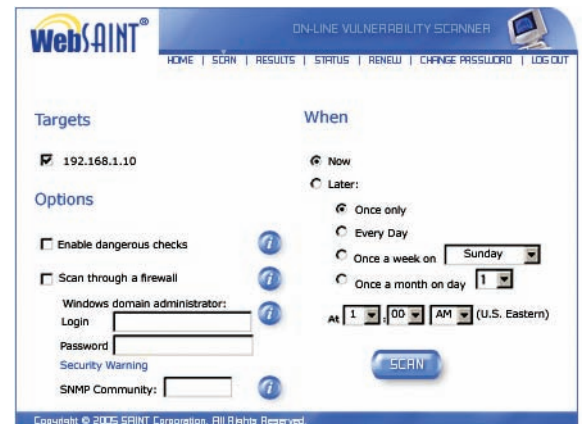 WebSAINT®
ON-LINE VULNERABILITY SCANNER
HOME | SCAN | RESULTS | STATUS | RENEW | CHANGE PASSWORD | LOG OUT
Targets
192.168.1.10
Options
Enable dangerous checks
Scan through a firewall
Windows domain administrator:
Login
Password
Security Warning
SNMP Community:
When
Now
Later:
Once only
Every Day
Once a week on Sunday
Once a month on day 1
At 1 : 00 AM (U.S. Eastern)
SCAN
Copyright © 2005 SAINT Corporation. All Rights Reserved.